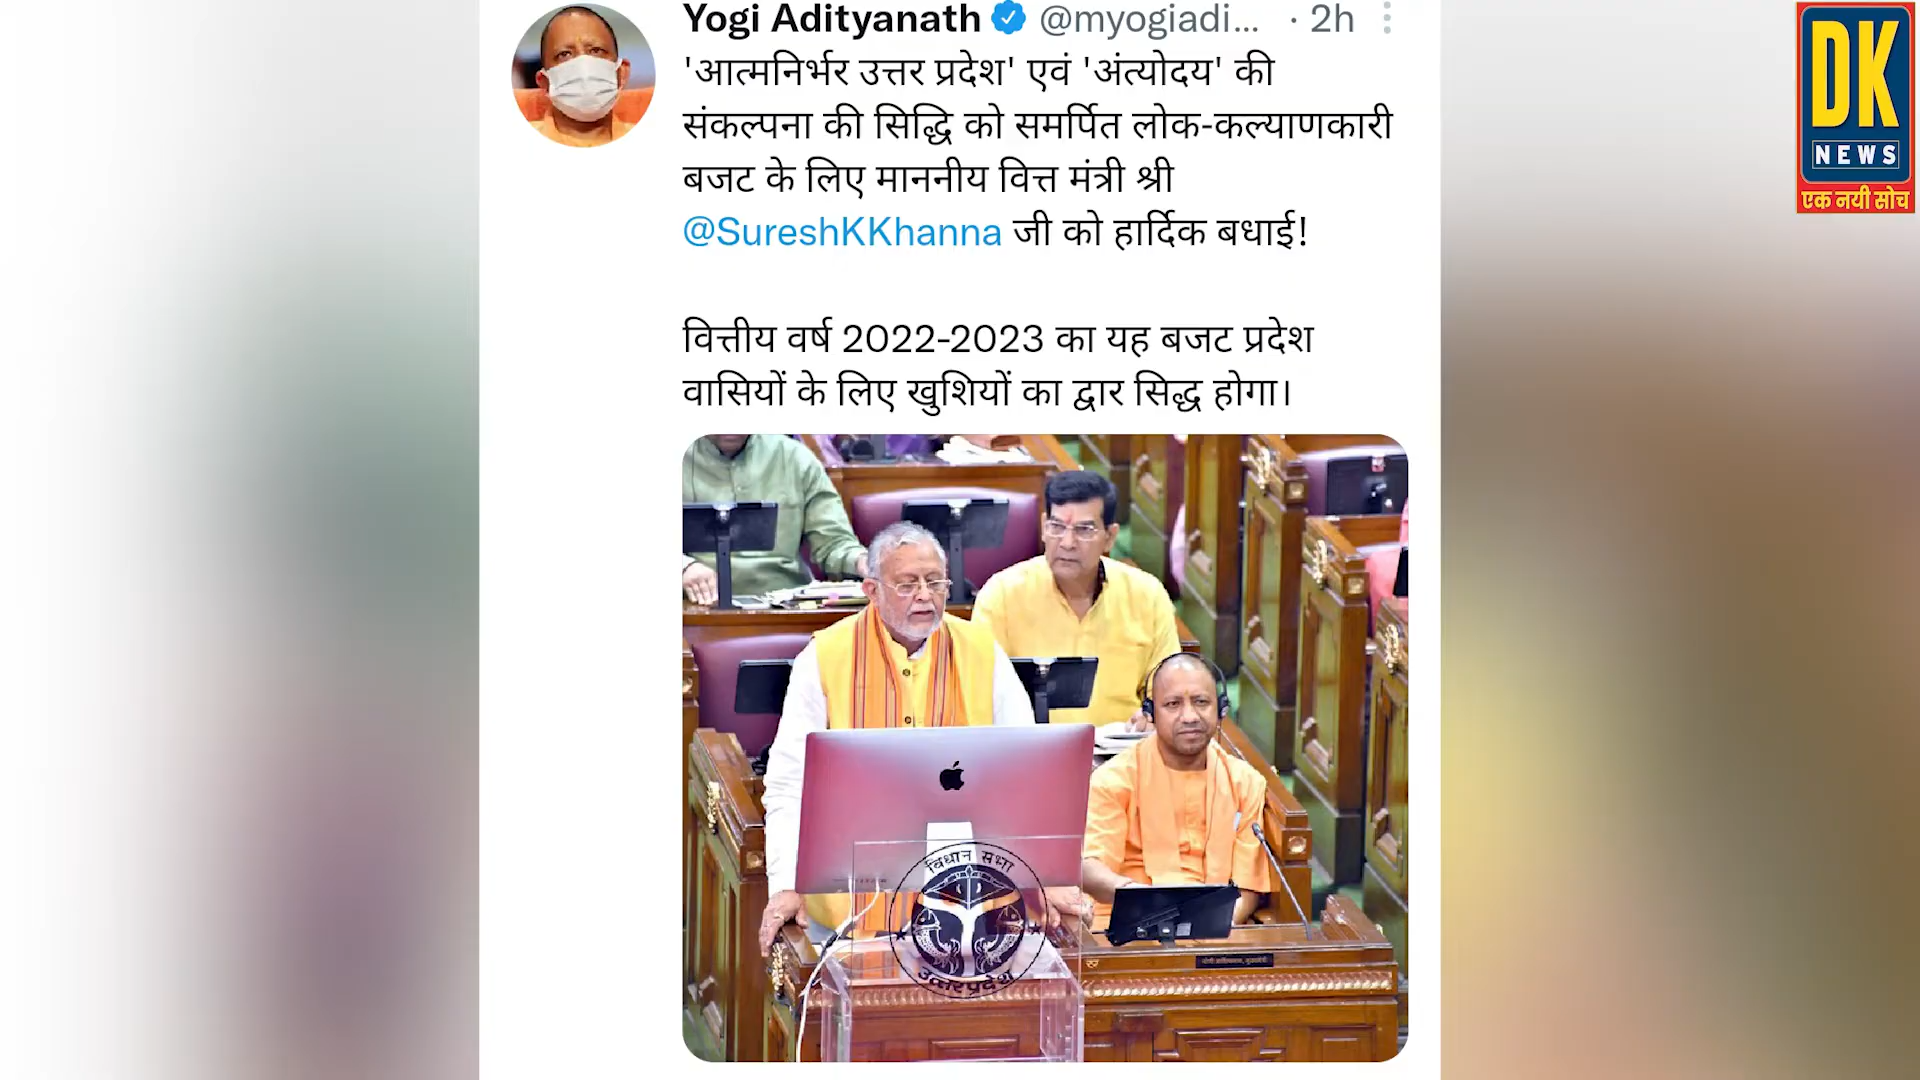 Yogi Adityanath @myogiadi... · 2h
'आत्मनिर्भर उत्तर प्रदेश' एवं 'अंत्योदय' की
संकल्पना की सिद्धि को समर्पित लोक-कल्याणकारी
बजट के लिए माननीय वित्त मंत्री श्री
@SureshKKhanna जी को हार्दिक बधाई!
वित्तीय वर्ष 2022-2023 का यह बजट प्रदेश
वासियों के लिए खुशियों का द्वार सिद्ध होगा।
विधान सभा
उत्तर प्रदेश
DK
NEWS
एक नयी सोच